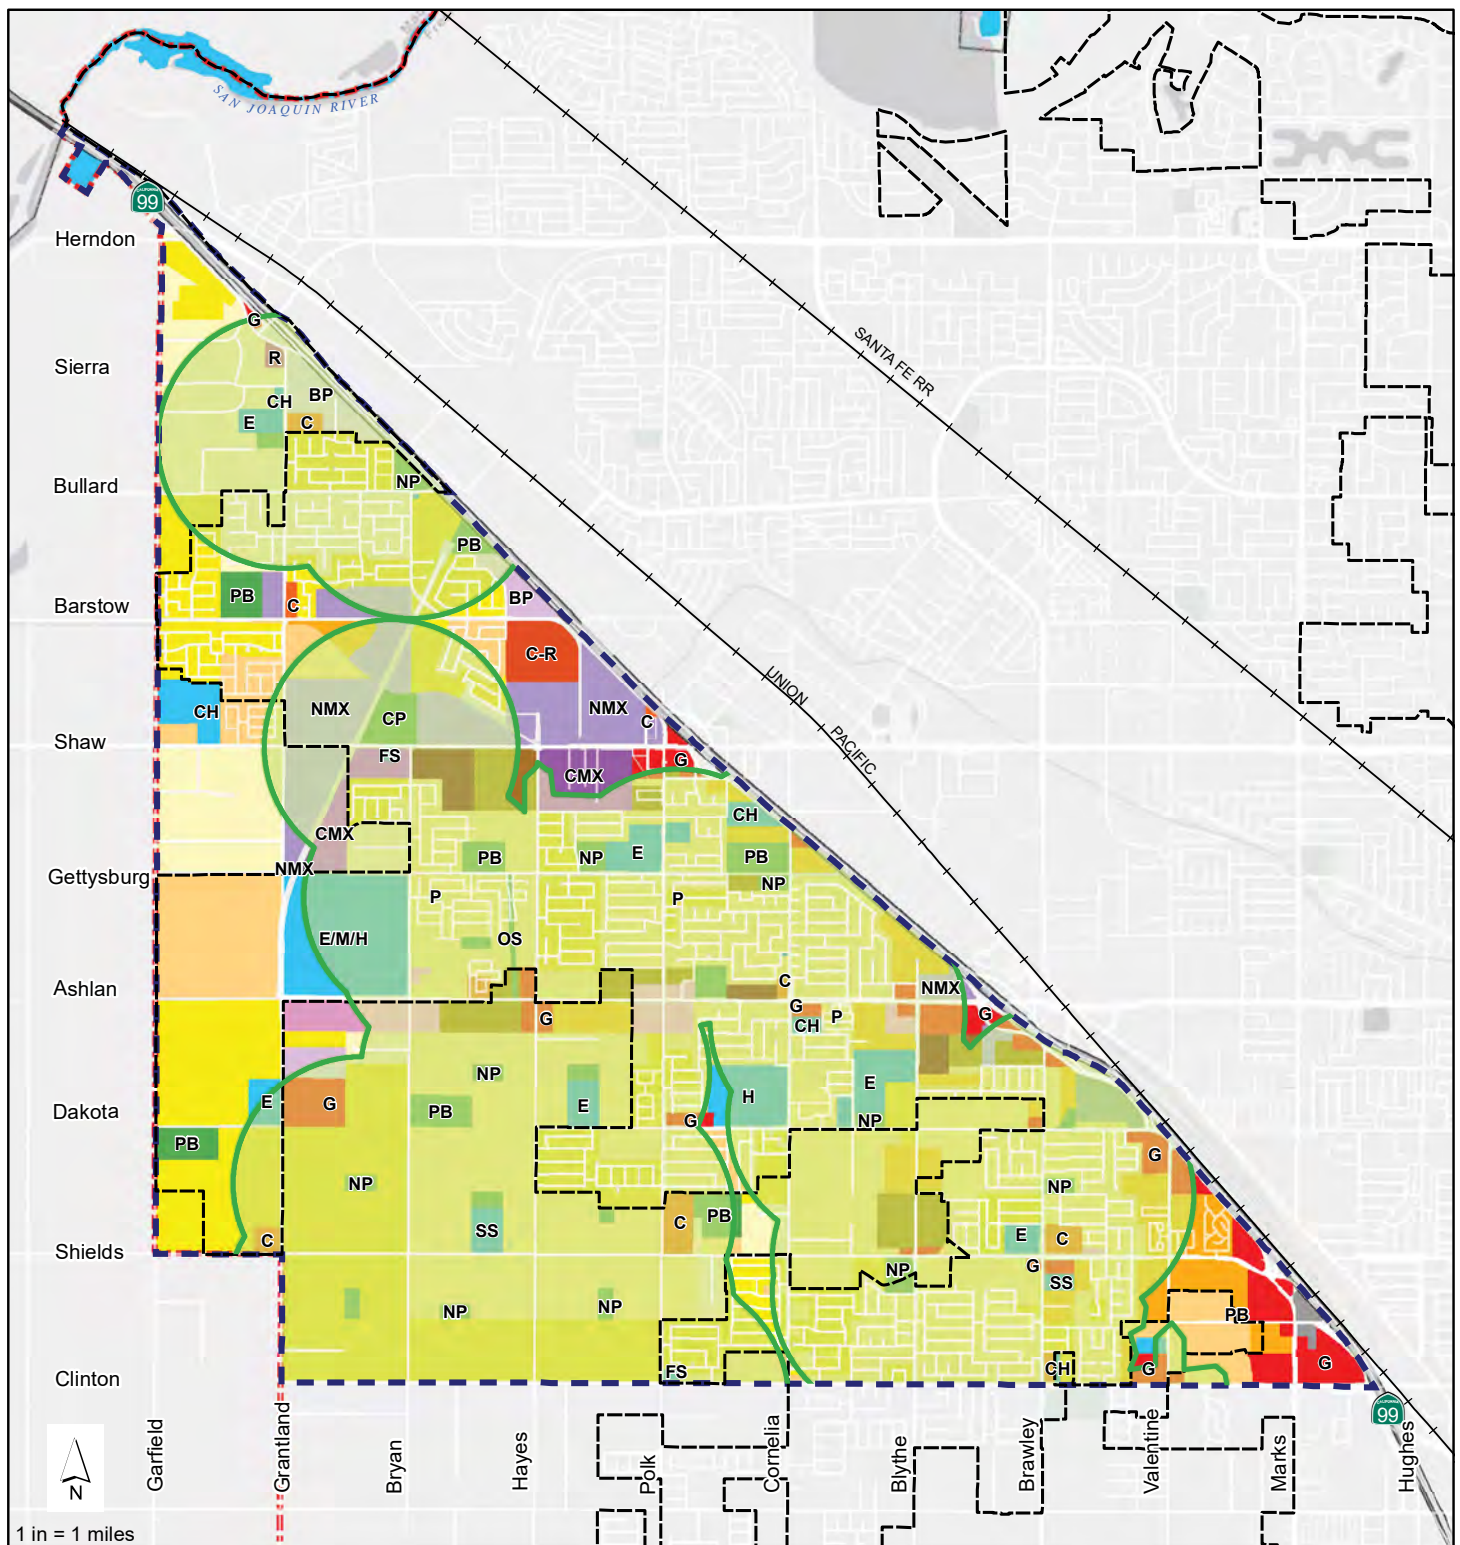 SAN JOAQUIN RIVER
CALIFORNIA
99
Herndon
G
SANTA FE RR
R
Sierra
BP
CH
E
C
NP
Bullard
PB
PB
BP
C
Barstow
C-R
UNION
PACIFIC
CH
NMX
CP
NMX
C
Shaw
FS
G
CMX
CH
CMX
PB
NP
E
PB
NMX
Gettysburg
NP
P
P
E/M/H
OS
C
Ashlan
NMX
G
G
CH
P
G
NP
E
E
G
PB
E
H
Dakota
G
NP
PB
G
NP
NP
C
PB
SS
C
E
C
Shields
G
NP
SS
NP
NP
PB
FS
CH
G
G
Clinton
CALIFORNIA
99
Garfield
Grantland
Bryan
Hayes
Polk
Cornelia
Blythe
Brawley
Valentine
Marks
Hughes
N
1 in = 1 miles